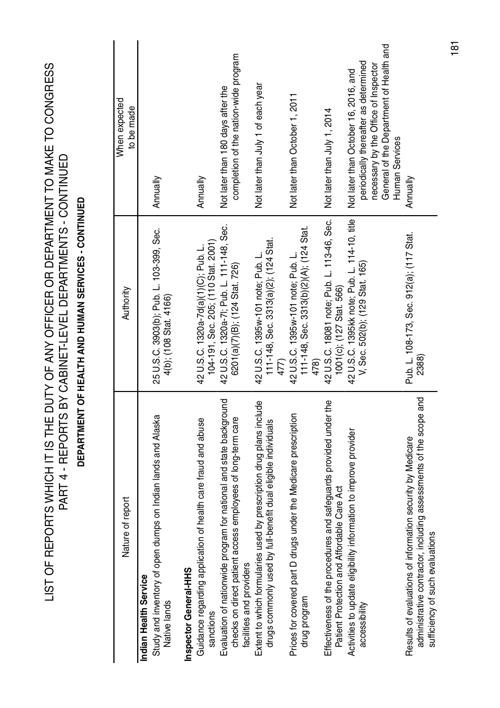 LIST OF REPORTS WHICH IT IS THE DUTY OF ANY OFFICER OR DEPARTMENT TO MAKE TO CONGRESS
PART 4 - REPORTS BY CABINET-LEVEL DEPARTMENTS - CONTINUED
DEPARTMENT OF HEALTH AND HUMAN SERVICES - CONTINUED
Nature of report
Authority
When expected
to be made
Indian Health Service
Study and inventory of open dumps on Indian lands and Alaska
Native lands
25 U.S.C. 3903(b); Pub. L. 103-399, Sec.
4(b); (108 Stat. 4166)
Annually
Inspector General-HHS
Guidance regarding application of health care fraud and abuse
sanctions
42 U.S.C. 1320a-7d(a)(1)(C); Pub. L.
104-191, Sec. 205; (110 Stat. 2001)
Annually
Evaluation of nationwide program for national and state background
checks on direct patient access employees of long-term care
facilities and providers
42 U.S.C. 1320a-7l; Pub. L. 111-148, Sec.
6201(a)(7)(B); (124 Stat. 726)
Not later than 180 days after the
completion of the nation-wide program
Extent to which formularies used by prescription drug plans include
drugs commonly used by full-benefit dual eligible individuals
42 U.S.C. 1395w-101 note; Pub. L.
111-148, Sec. 3313(a)(2); (124 Stat.
477)
Not later than July 1 of each year
Prices for covered part D drugs under the Medicare prescription
drug program
42 U.S.C. 1395w-101 note; Pub. L.
111-148, Sec. 3313(b)(2)(A); (124 Stat.
478)
Not later than October 1, 2011
Effectiveness of the procedures and safeguards provided under the
Patient Protection and Affordable Care Act
42 U.S.C. 18081 note; Pub. L. 113-46, Sec.
1001(c); (127 Stat. 566)
Not later than July 1, 2014
Activities to update eligibility information to improve provider
accessibility
42 U.S.C. 1395kk note; Pub. L. 114-10, title
V, Sec. 502(b); (129 Stat. 165)
Not later than October 16, 2016, and
periodically thereafter as determined
necessary by the Office of Inspector
General of the Department of Health and
Human Services
Results of evaluations of information security by Medicare
administrative contractor, including assessments of the scope and
sufficiency of such evaluations
Pub. L. 108-173, Sec. 912(a); (117 Stat.
2388)
Annually
181